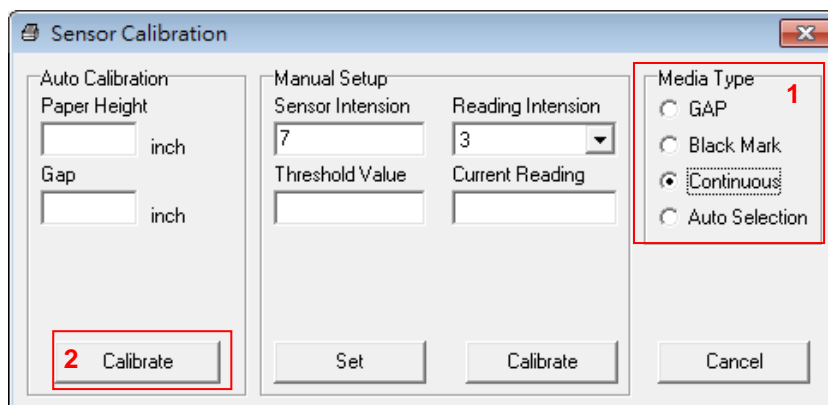 Sensor Calibration
Auto Calibration
Paper Height
inch
Gap
inch
2 Calibrate
Manual Setup
Sensor Intension
7
Reading Intension
3
Threshold Value
Current Reading
Set
Calibrate
Media Type
1
GAP
Black Mark
Continuous
Auto Selection
Cancel